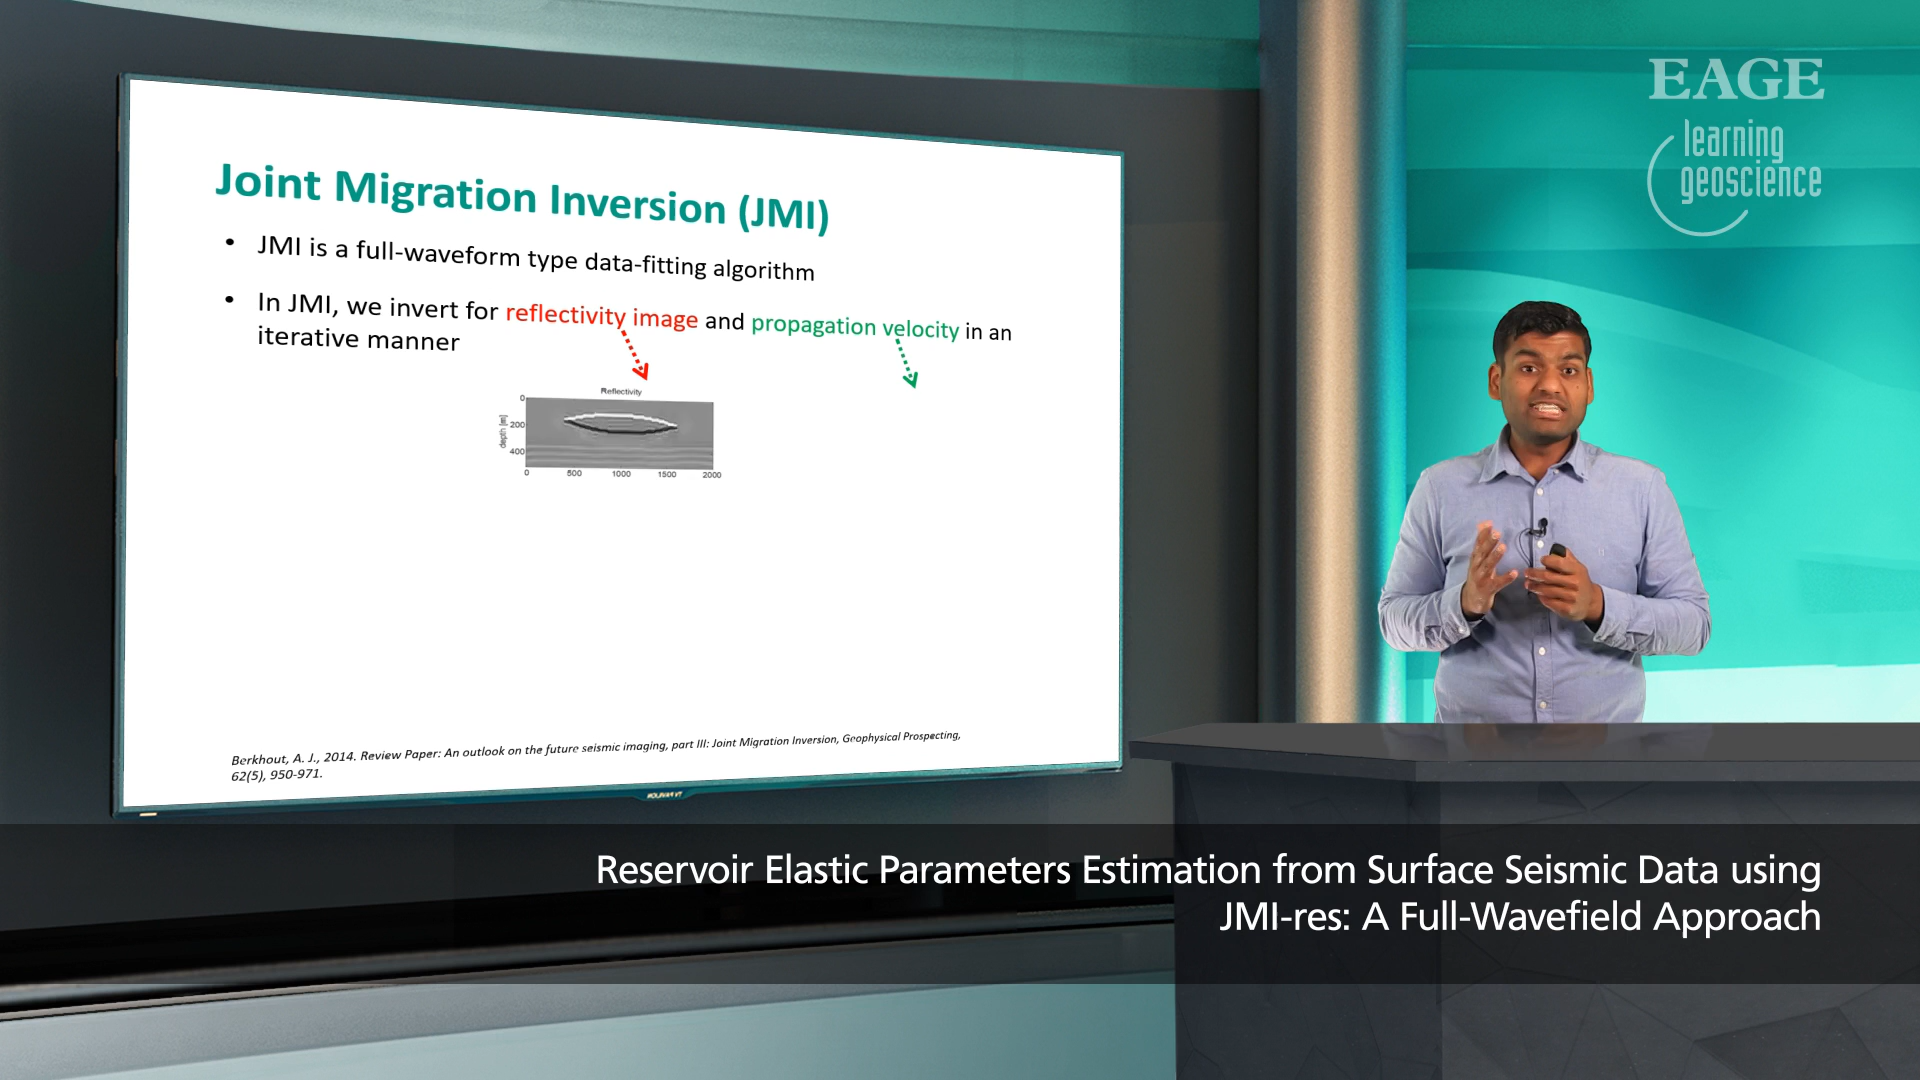 EAGE
learning
geoscience
Joint Migration Inversion (JMI)
• JMI is a full-waveform type data-fitting algorithm
• In JMI, we invert for reflectivity image and propagation velocity in an
iterative manner
Reflectivity
depth [m]
0
200
400
0 500 1000 1500 2000
Berkhout, A. J., 2014. Review Paper: An outlook on the future seismic imaging, part III: Joint Migration Inversion, Geophysical Prospecting,
62(5), 950-971.
Reservoir Elastic Parameters Estimation from Surface Seismic Data using
JMI-res: A Full-Wavefield Approach